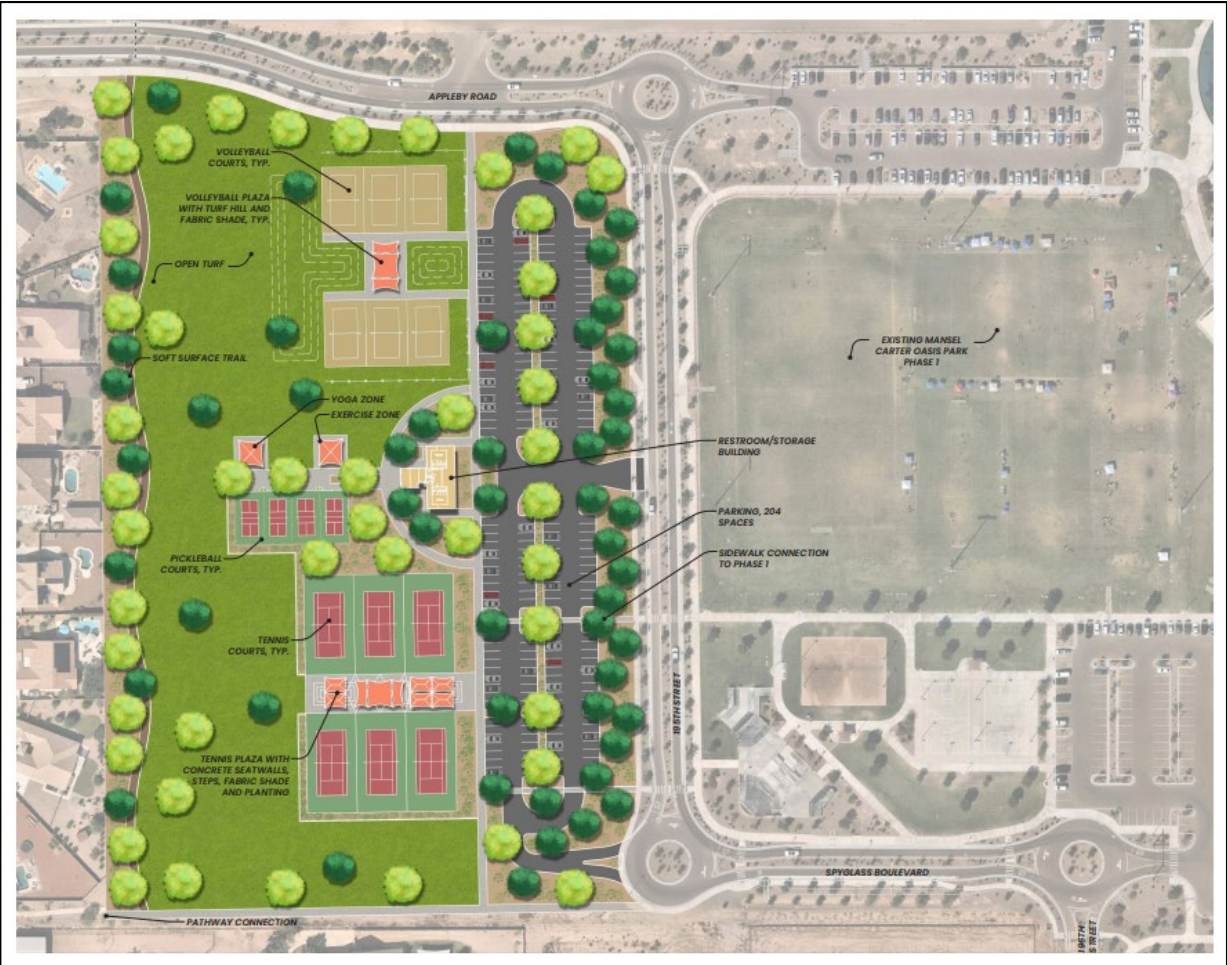 APPLEBY ROAD
VOLLEYBALL
COURTS, TYP.
VOLLEYBALL PLAZA
WITH TURF HILL AND
FABRIC SHADE, TYP.
OPEN TURF
SOFT SURFACE TRAIL
YOGA ZONE
EXERCISE ZONE
EXISTING MANSEL
CARTER OASIS PARK
PHASE 1
RESTROOM/STORAGE
BUILDING
PARKING, 204
SPACES
SIDEWALK CONNECTION
TO PHASE 1
PICKLEBALL
COURTS, TYP.
TENNIS
COURTS, TYP.
195TH STREET
TENNIS PLAZA WITH
CONCRETE SEATWALLS,
STEPS, FABRIC SHADE
AND PLANTING
SPYGLASS BOULEVARD
PATHWAY CONNECTION
196TH
STREET